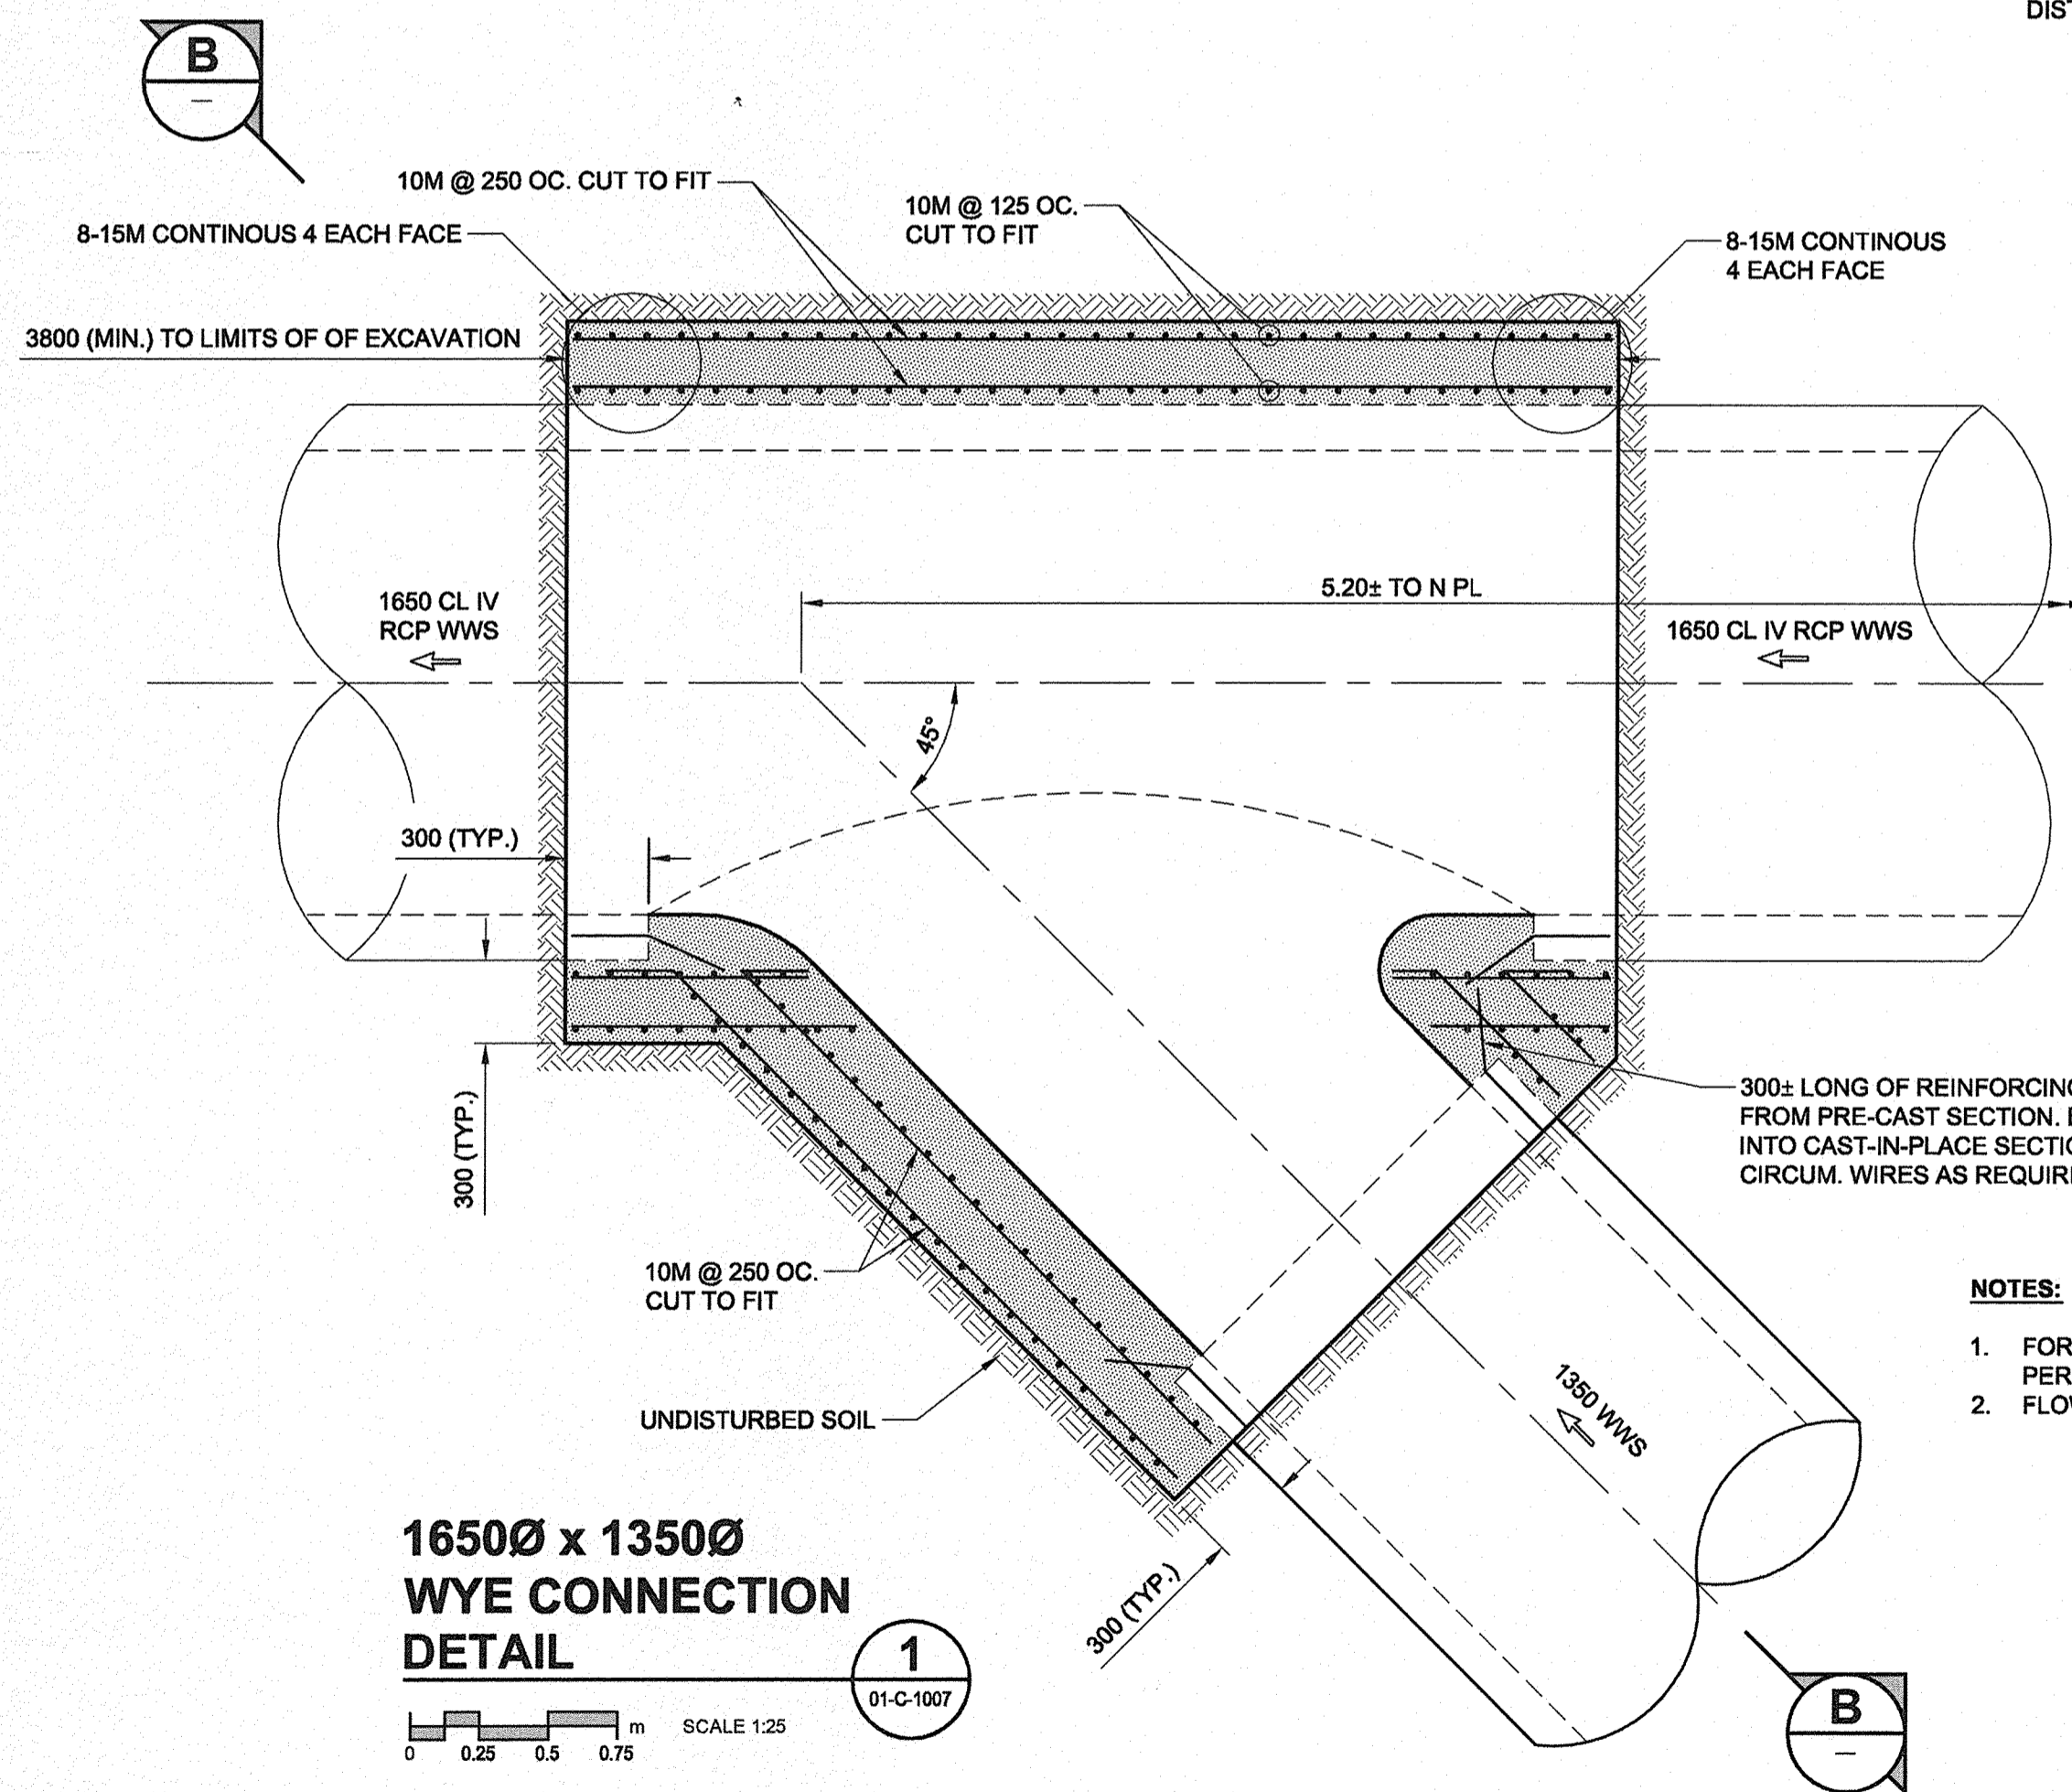 DIST
B
10M @ 250 OC. CUT TO FIT
10M @ 125 OC.
CUT TO FIT
8-15M CONTINOUS 4 EACH FACE
8-15M CONTINOUS
4 EACH FACE
3800 (MIN.) TO LIMITS OF OF EXCAVATION
5.20± TO N PL
1650 CL IV
RCP WWS
1650 CL IV RCP WWS
45°
300 (TYP.)
300 (TYP.)
300± LONG OF REINFORCING
FROM PRE-CAST SECTION.
INTO CAST-IN-PLACE SECTIO
CIRCUM. WIRES AS REQUIR
10M @ 250 OC.
CUT TO FIT
NOTES:
1. FOR
PER
2. FLO
1350 WWS
UNDISTURBED SOIL
300 (TYP.)
1650Ø x 1350Ø
WYE CONNECTION
DETAIL
1
01-C-1007
m SCALE 1:25
0 0.25 0.5 0.75
B